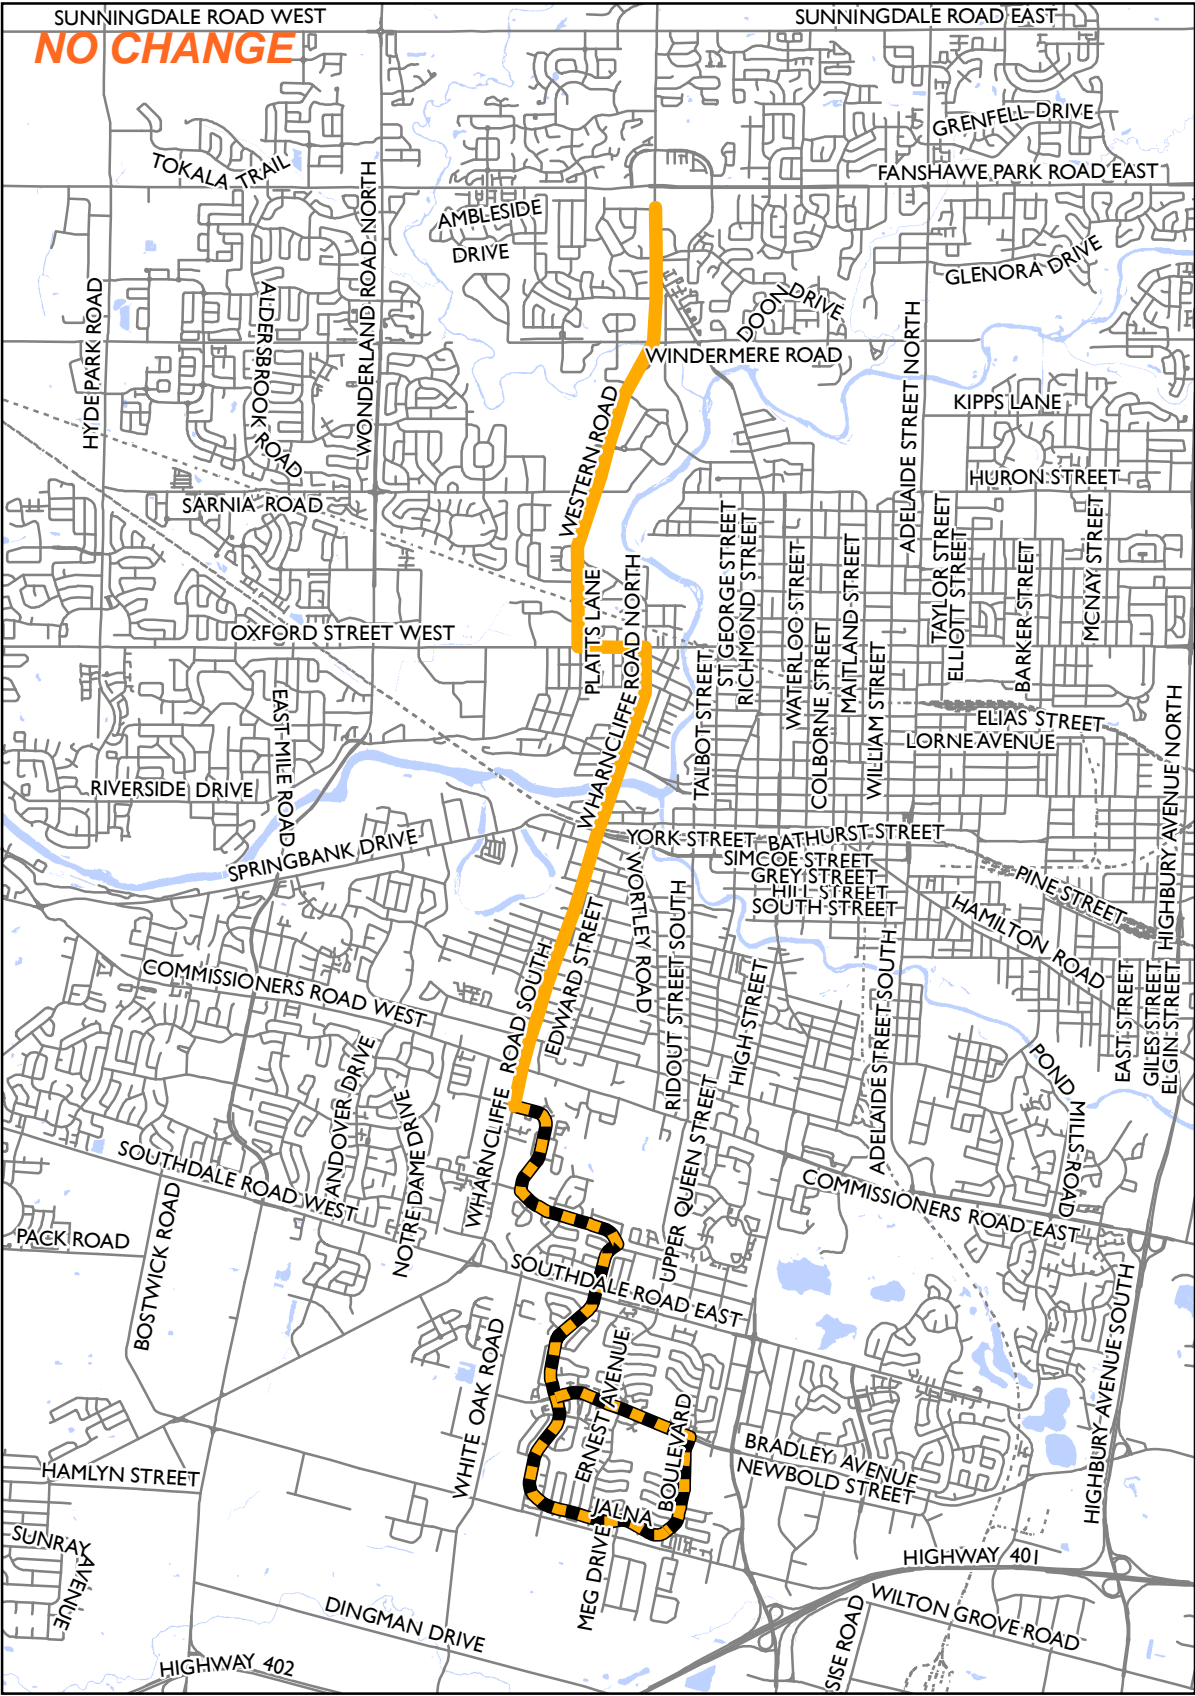 SUNNINGDALE ROAD WEST
SUNNINGDALE ROAD EAST
NO CHANGE
GRENFELL DRIVE
TOKALA TRAIL
FANSHAWE PARK ROAD EAST
AMBLESIDE
DRIVE
WONDERLAND ROAD NORTH
GLENORA DRIVE
HYDE PARK ROAD
ALDERSBROOK ROAD
DOON DRIVE
WINDERMERE ROAD
ADELAIDE STREET NORTH
KIPPS LANE
WESTERN ROAD
HURON STREET
SARNIA ROAD
ST GEORGE STREET
RICHMOND STREET
WATERLOO STREET
MAITLAND STREET
TAYLOR STREET
ELLIOTT STREET
BARKER STREET
MCNAY STREET
PLATTS LANE
WHARNCLIFFE ROAD NORTH
OXFORD STREET WEST
TALBOT STREET
COLBORNE STREET
WILLIAM STREET
EAST MILE ROAD
ELIAS STREET
LORNE AVENUE
HIGHBURY AVENUE NORTH
RIVERSIDE DRIVE
SPRINGBANK DRIVE
YORK STREET
BATHURST STREET
SIMCOE STREET
GREY STREET
HILL STREET
SOUTH STREET
PINE STREET
HAMILTON ROAD
WORTLEY ROAD
RIDOUT STREET SOUTH
EDWARD STREET
HIGH STREET
ADELAIDE STREET SOUTH
EAST STREET
GILES STREET
ELGIN STREET
COMMISSIONERS ROAD WEST
WHARNCLIFFE ROAD SOUTH
ANDOVER DRIVE
NOTRE DAME DRIVE
POND MILLS ROAD
UPPER QUEEN STREET
SOUTHDALE ROAD WEST
COMMISSIONERS ROAD EAST
PACK ROAD
BOSTWICK ROAD
SOUTHDALE ROAD EAST
HIGHBURY AVENUE SOUTH
WHITE OAK ROAD
ERNEST AVENUE
JALNA BOULEVARD
BRADLEY AVENUE
NEWBOLD STREET
HAMLYN STREET
SUNRAY AVENUE
MEG DRIVE
HIGHWAY 401
WILTON GROVE ROAD
DINGMAN DRIVE
SISE ROAD
HIGHWAY 402